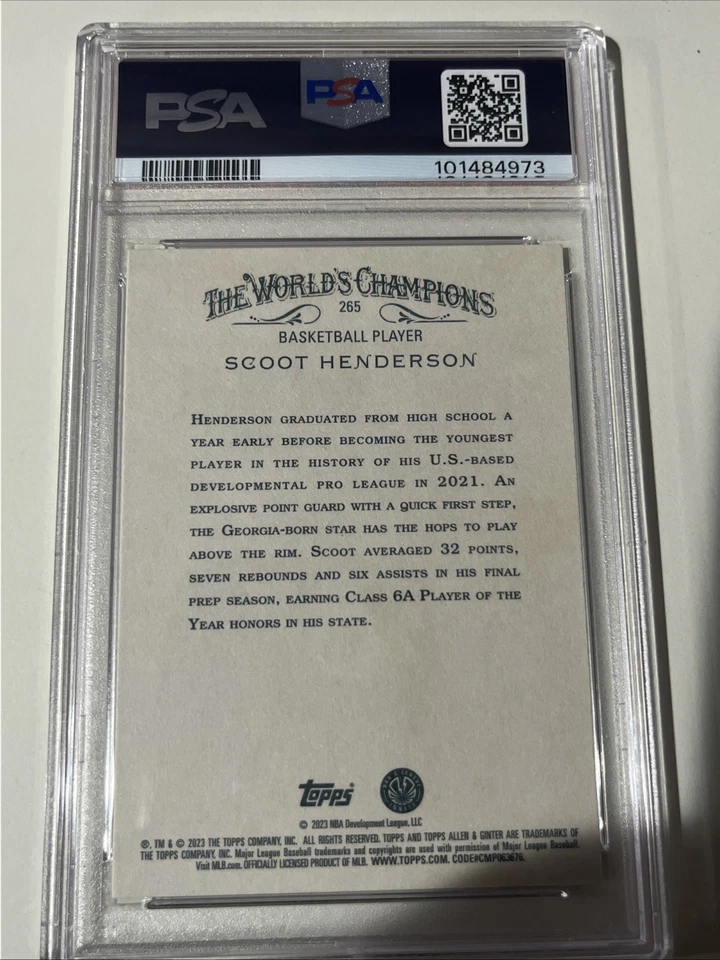 PSA
PSA
101484973
THE WORLD'S CHAMPIONS
265
BASKETBALL PLAYER
SCOOT HENDERSON
HENDERSON GRADUATED FROM HIGH SCHOOL A
YEAR EARLY BEFORE BECOMING THE YOUNGEST
PLAYER IN THE HISTORY OF HIS U.S.-BASED
DEVELOPMENTAL PRO LEAGUE IN 2021. AN
EXPLOSIVE POINT GUARD WITH A QUICK FIRST STEP,
THE GEORGIA-BORN STAR HAS THE HOPS TO PLAY
ABOVE THE RIM. SCOOT AVERAGED 32 POINTS,
SEVEN REBOUNDS AND SIX ASSISTS IN HIS FINAL
PREP SEASON, EARNING CLASS 6A PLAYER OF THE
YEAR HONORS IN HIS STATE.
topps
© 2023 NBA Development League, LLC
®, TM & © 2023 THE TOPPS COMPANY, INC. ALL RIGHTS RESERVED. TOPPS AND TOPPS ALLEN & GINTER ARE TRADEMARKS OF
THE TOPPS COMPANY, INC. Major League Baseball trademarks and copyrights are used with permission of Major League Baseball.
Visit MLB.com. OFFICIALLY LICENSED PRODUCT OF MLB. WWW.TOPPS.COM. CODE#CMP063676.